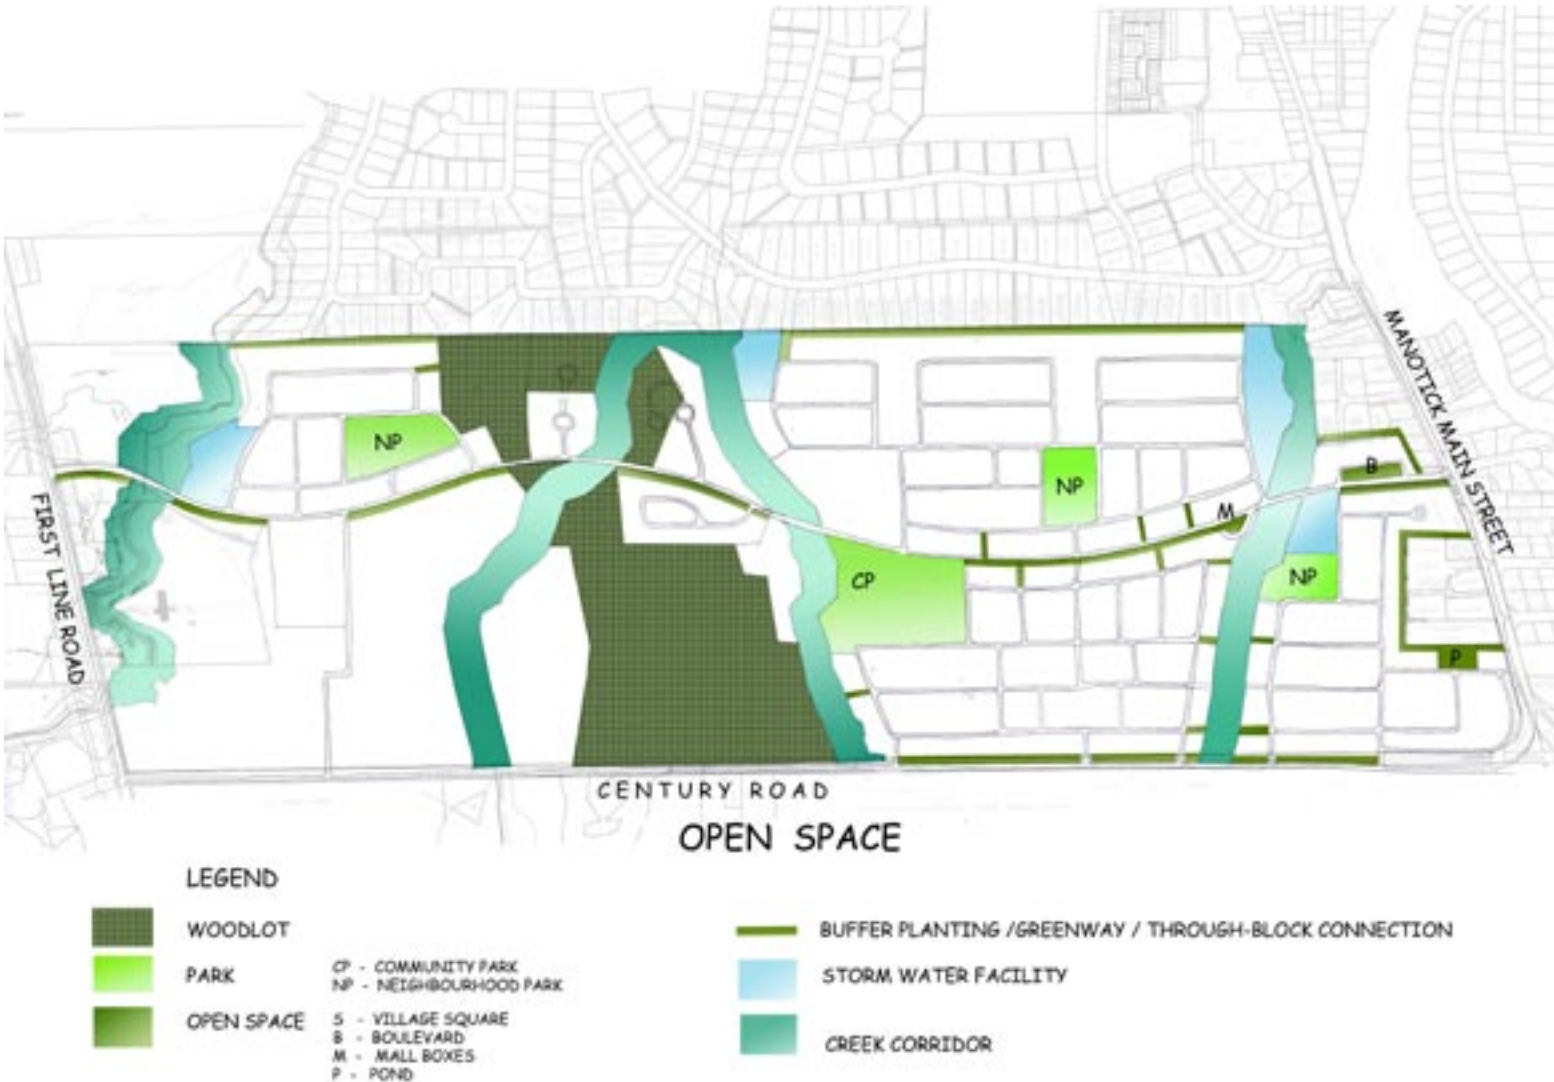 MANOTICK MAIN STREET
NP
B
NP
M
FIRST LINE ROAD
CP
NP
P
CENTURY ROAD
OPEN SPACE
LEGEND
WOODLOT
PARK
CP - COMMUNITY PARK
NP - NEIGHBOURHOOD PARK
OPEN SPACE
S - VILLAGE SQUARE
B - BOULEVARD
M - MALL BOXES
P - POND
BUFFER PLANTING /GREENWAY / THROUGH-BLOCK CONNECTION
STORM WATER FACILITY
CREEK CORRIDOR